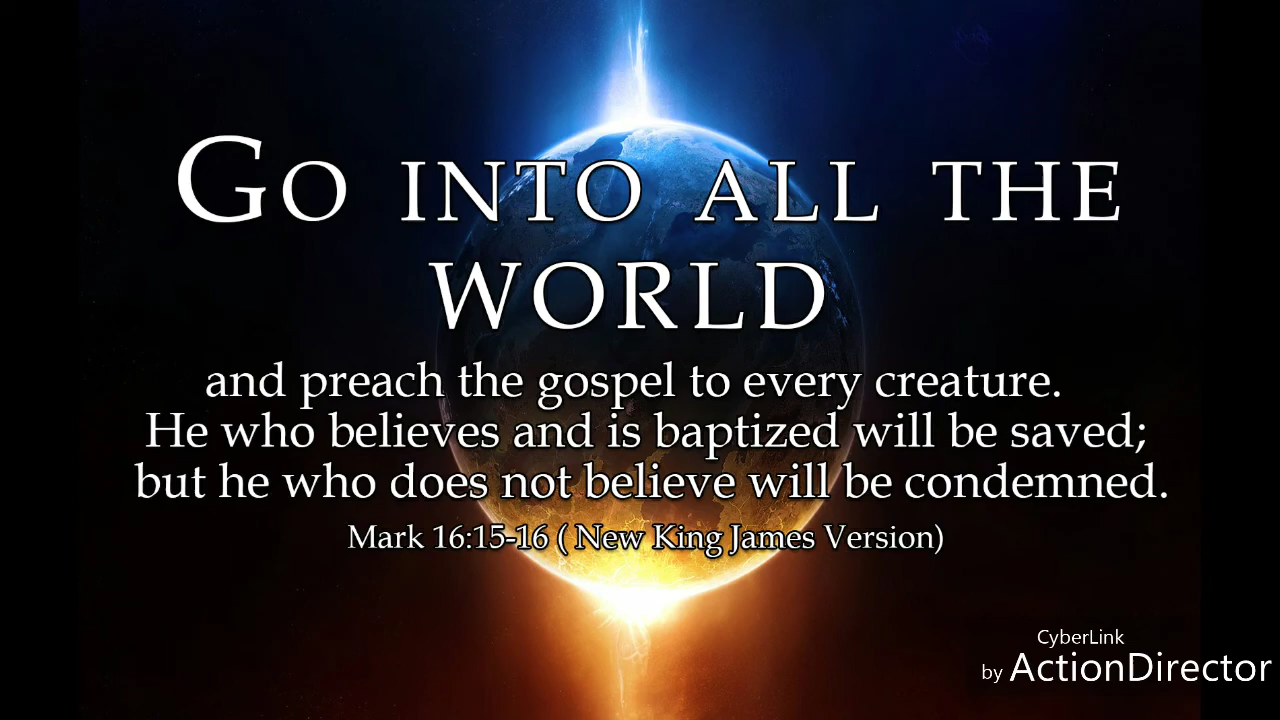 Go into all the
world
and preach the gospel to every creature.
He who believes and is baptized will be saved;
but he who does not believe will be condemned.
Mark 16:15-16 ( New King James Version)
CyberLink
by ActionDirector